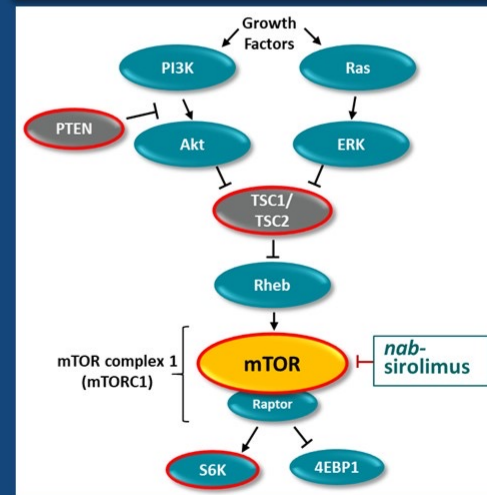 Growth
Factors
PI3K
Ras
PTEN
Akt
ERK
TSC1/
TSC2
Rheb
mTOR complex 1
(mTORC1)
mTOR
nab-
sirolimus
Raptor
S6K
4EBP1